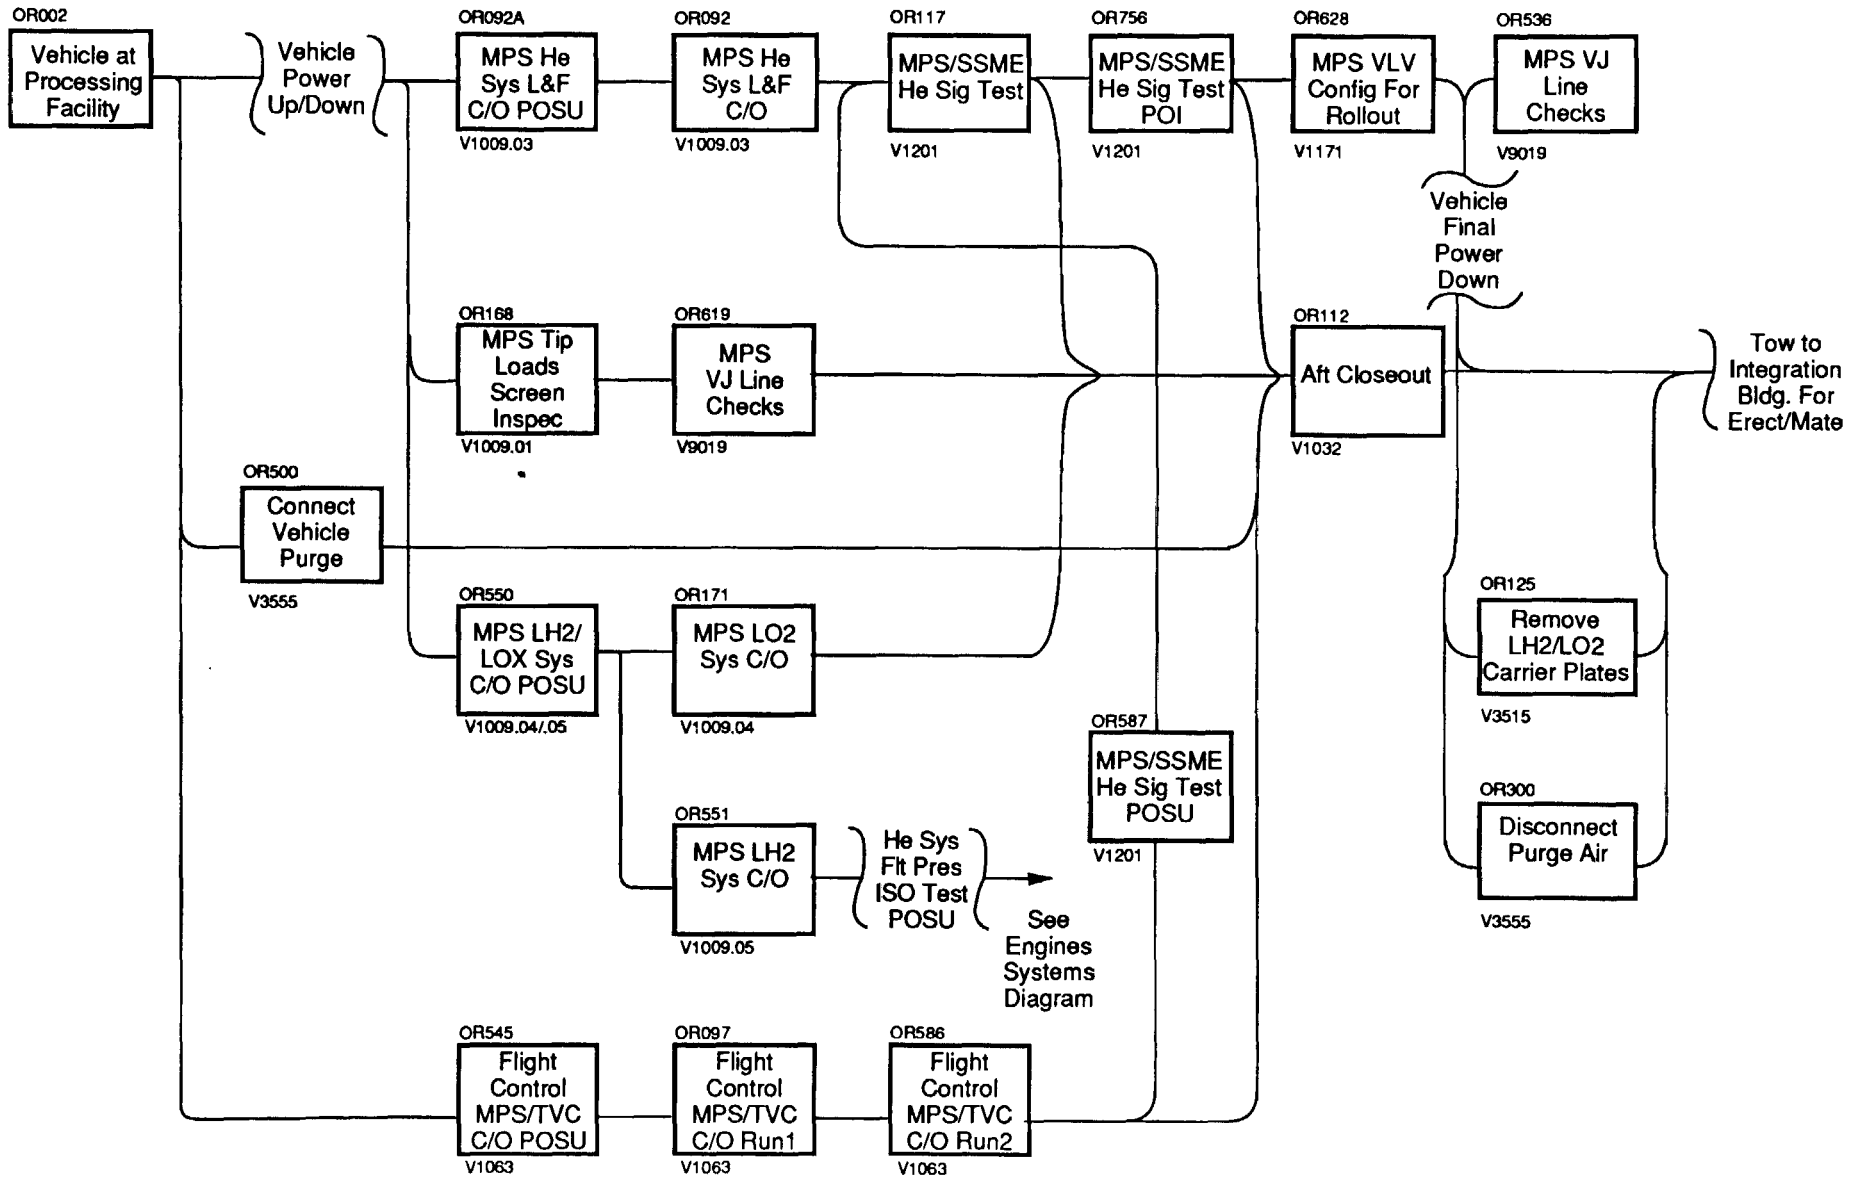 OR002
Vehicle at
Processing
Facility
Vehicle
Power
Up/Down
OR092A
MPS He
Sys L&F
C/O POSU
V1009.03
OR092
MPS He
Sys L&F
C/O
V1009.03
OR117
MPS/SSME
He Sig Test
V1201
OR756
MPS/SSME
He Sig Test
POI
V1201
OR628
MPS VLV
Config For
Rollout
V1171
OR536
MPS VJ
Line
Checks
V9019
Vehicle
Final
Power
Down
OR168
MPS Tip
Loads
Screen
Inspec
V1009.01
OR619
MPS
VJ Line
Checks
V9019
OR112
Aft Closeout
V1032
Tow to
Integration
Bldg. For
Erect/Mate
OR500
Connect
Vehicle
Purge
V3555
OR550
MPS LH2/
LOX Sys
C/O POSU
V1009.04/.05
OR171
MPS LO2
Sys C/O
V1009.04
OR125
Remove
LH2/LO2
Carrier Plates
V3515
OR587
MPS/SSME
He Sig Test
POSU
V1201
OR300
Disconnect
Purge Air
V3555
OR551
MPS LH2
Sys C/O
V1009.05
He Sys
Flt Pres
ISO Test
POSU
See
Engines
Systems
Diagram
OR545
Flight
Control
MPS/TVC
C/O POSU
V1063
OR097
Flight
Control
MPS/TVC
C/O Run1
V1063
OR586
Flight
Control
MPS/TVC
C/O Run2
V1063